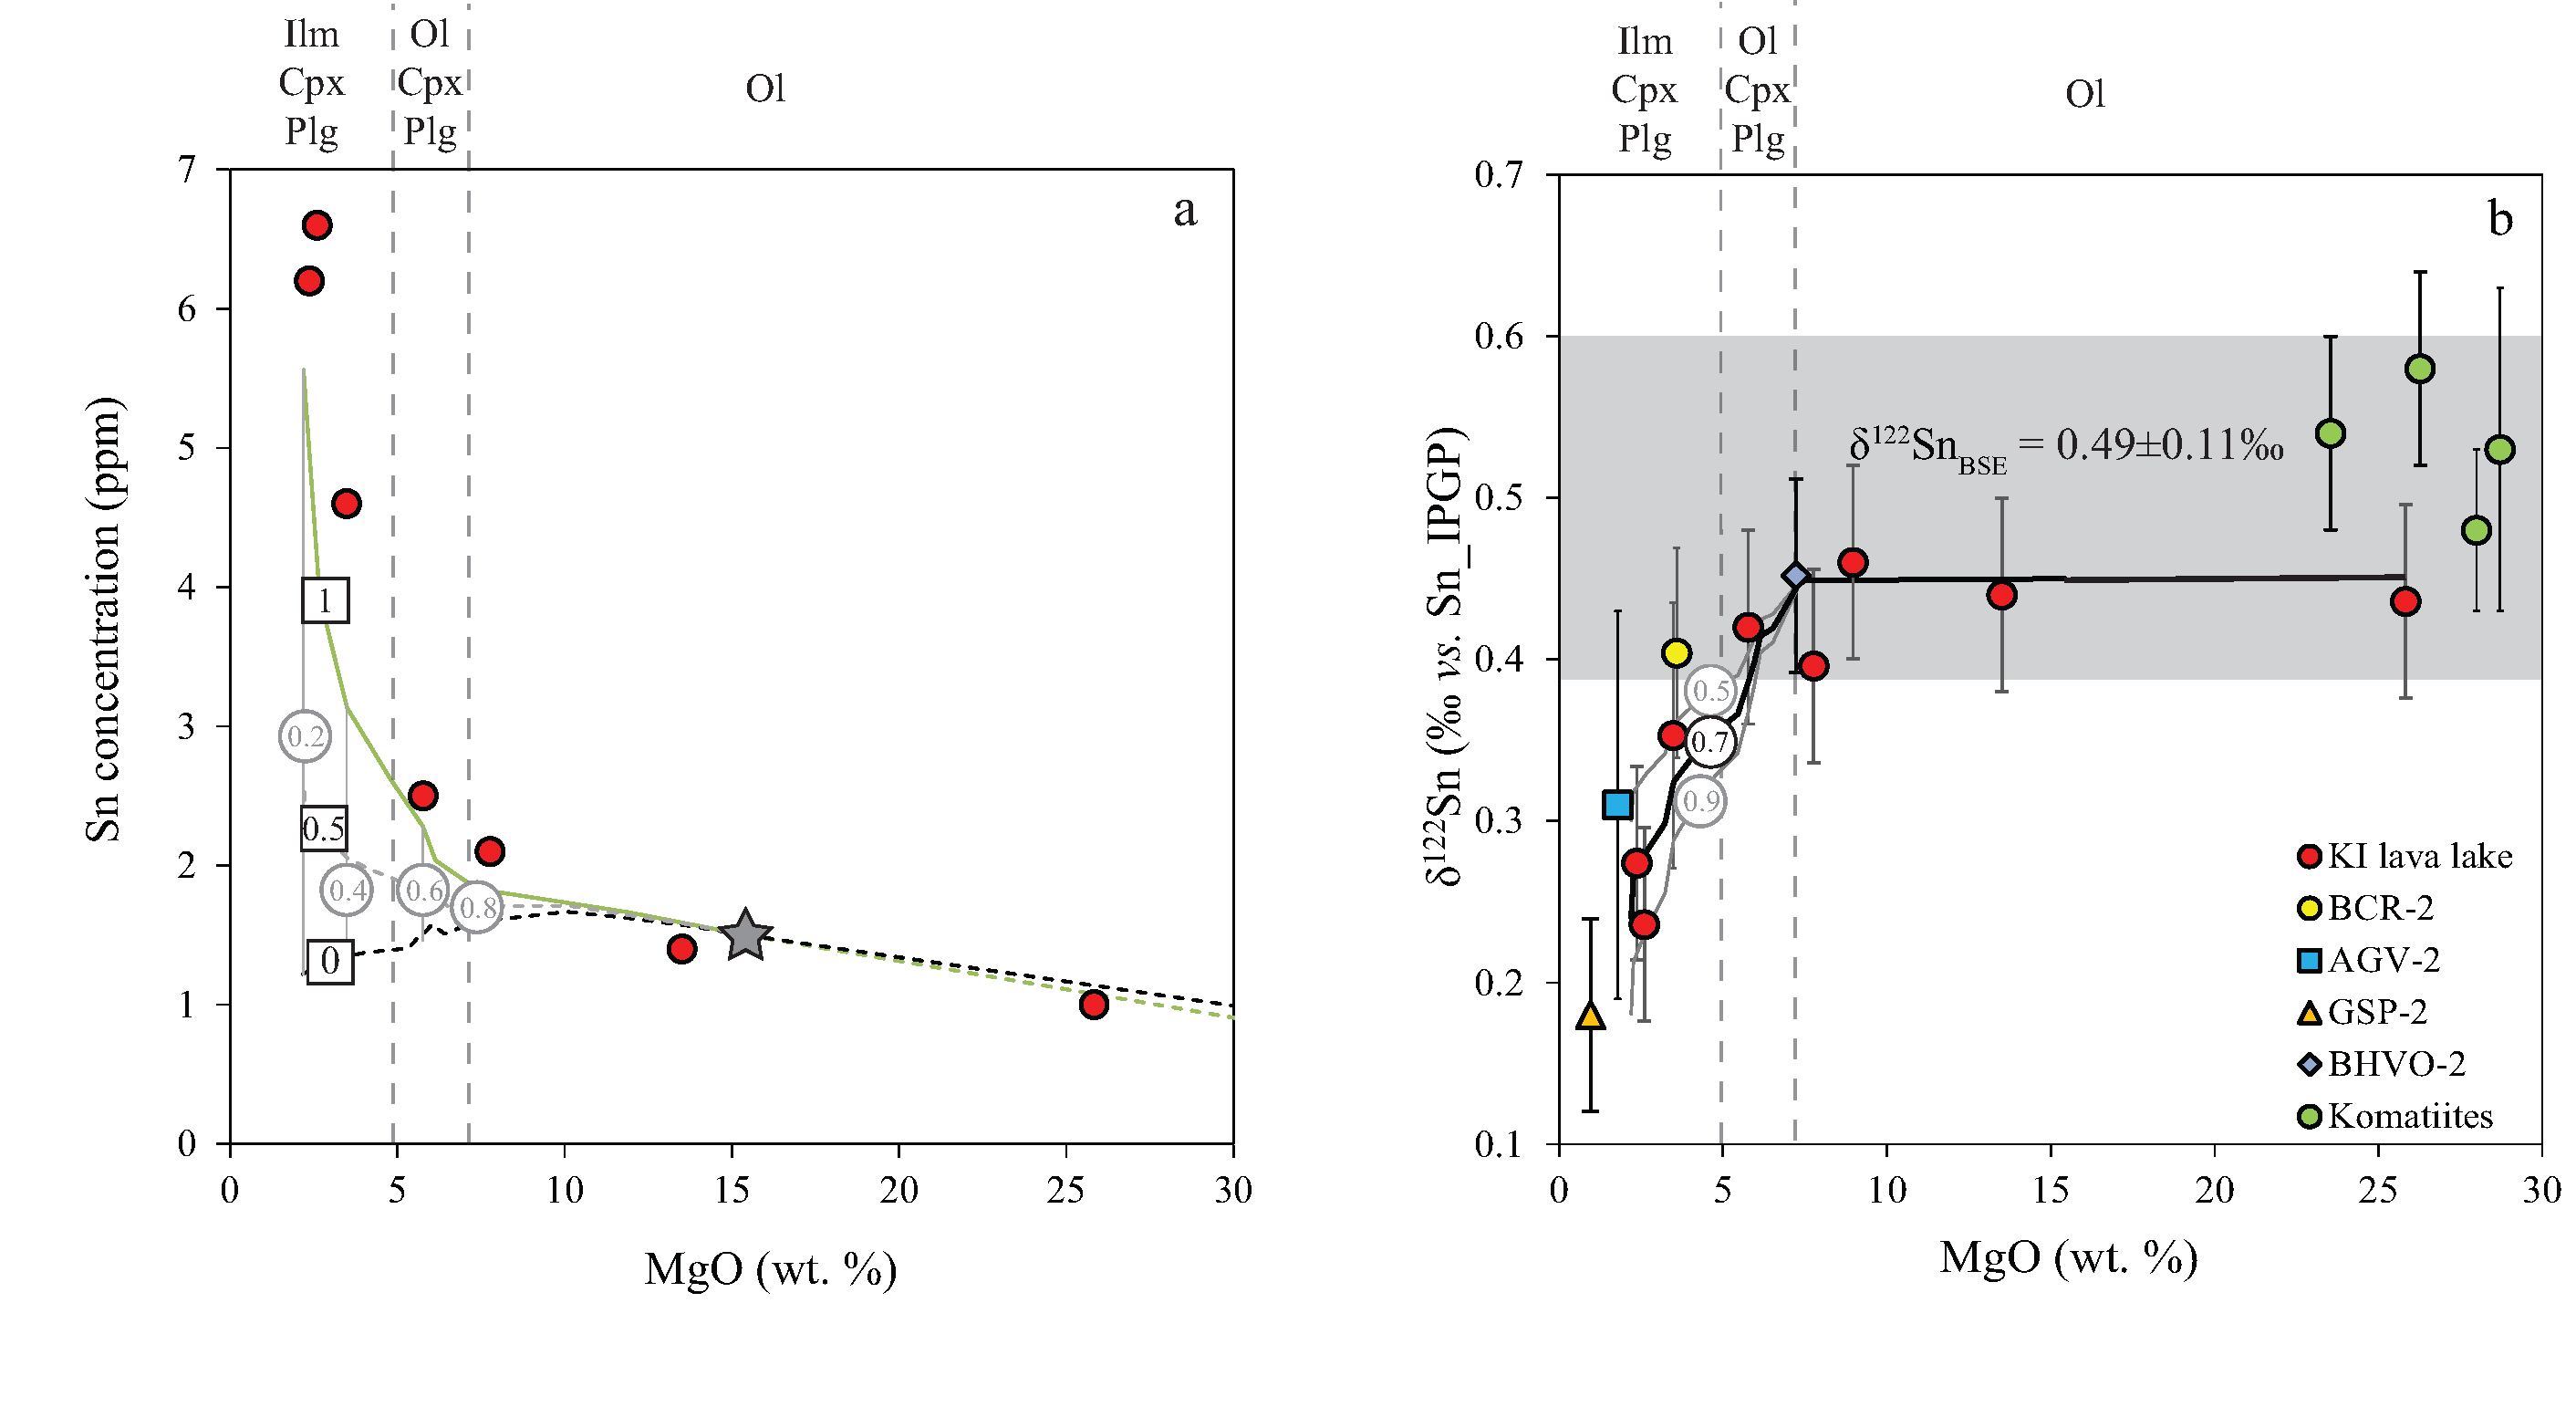 Ilm
Cpx
Plg
Ol
Cpx
Plg
Ol
a
7
6
5
4
3
2
1
0
Sn concentration (ppm)
1
0.2
0.5
0.4
0.6
0.8
0
0
5
10
15
20
25
30
MgO (wt. %)
Ilm
Cpx
Plg
Ol
Cpx
Plg
Ol
b
0.7
0.6
0.5
0.4
0.3
0.2
0.1
δ¹²²Sn (‰ vs. Sn_IPGP)
δ¹²²Sn_BSE = 0.49±0.11‰
0.5
0.7
0.9
KI lava lake
BCR-2
AGV-2
GSP-2
BHVO-2
Komatiites
0
5
10
15
20
25
30
MgO (wt. %)